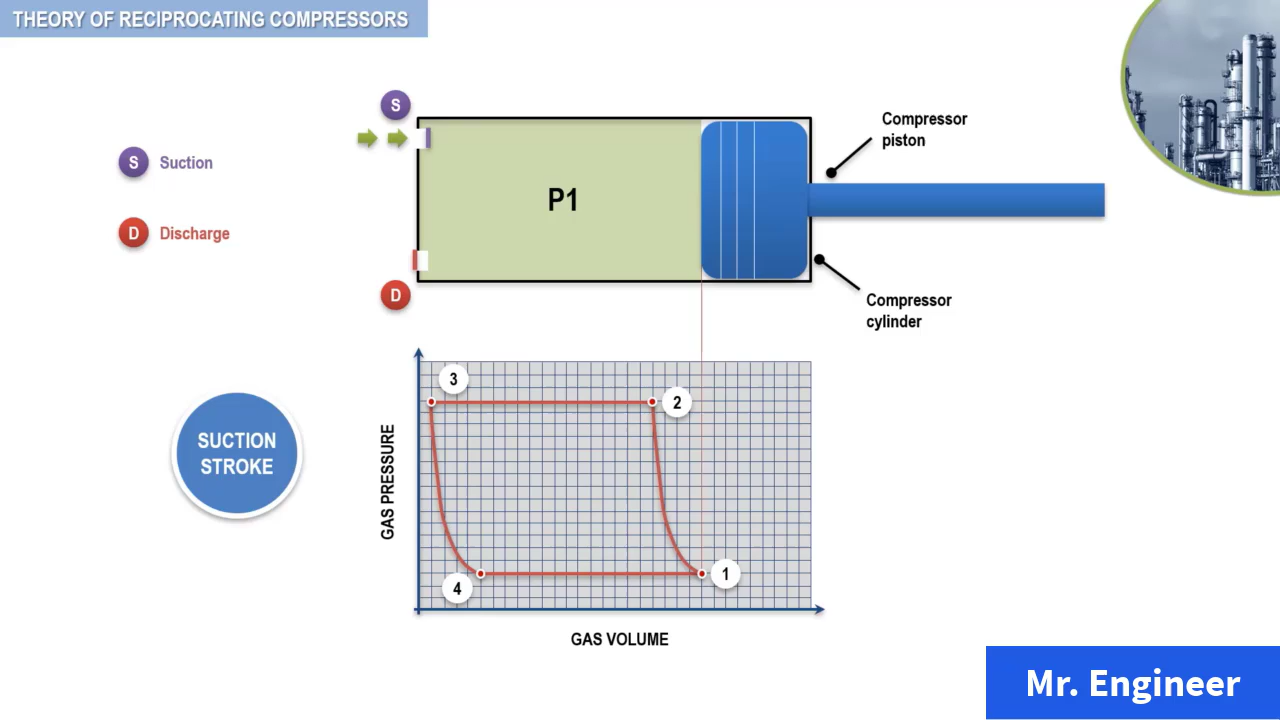 THEORY OF RECIPROCATING COMPRESSORS
S
S Suction
D Discharge
P1
Compressor
piston
D
Compressor
cylinder
SUCTION
STROKE
GAS PRESSURE
3
2
4
1
GAS VOLUME
Mr. Engineer